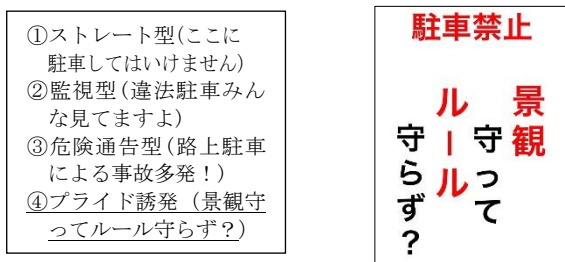 ①ストレート型(ここに
駐車してはいけません)
②監視型(違法駐車みん
な見てますよ)
③危険通告型(路上駐車
による事故多発！)
④プライド誘発（景観守
ってルール守らず？)
駐車禁止
景観
守って
ルール
守らず？